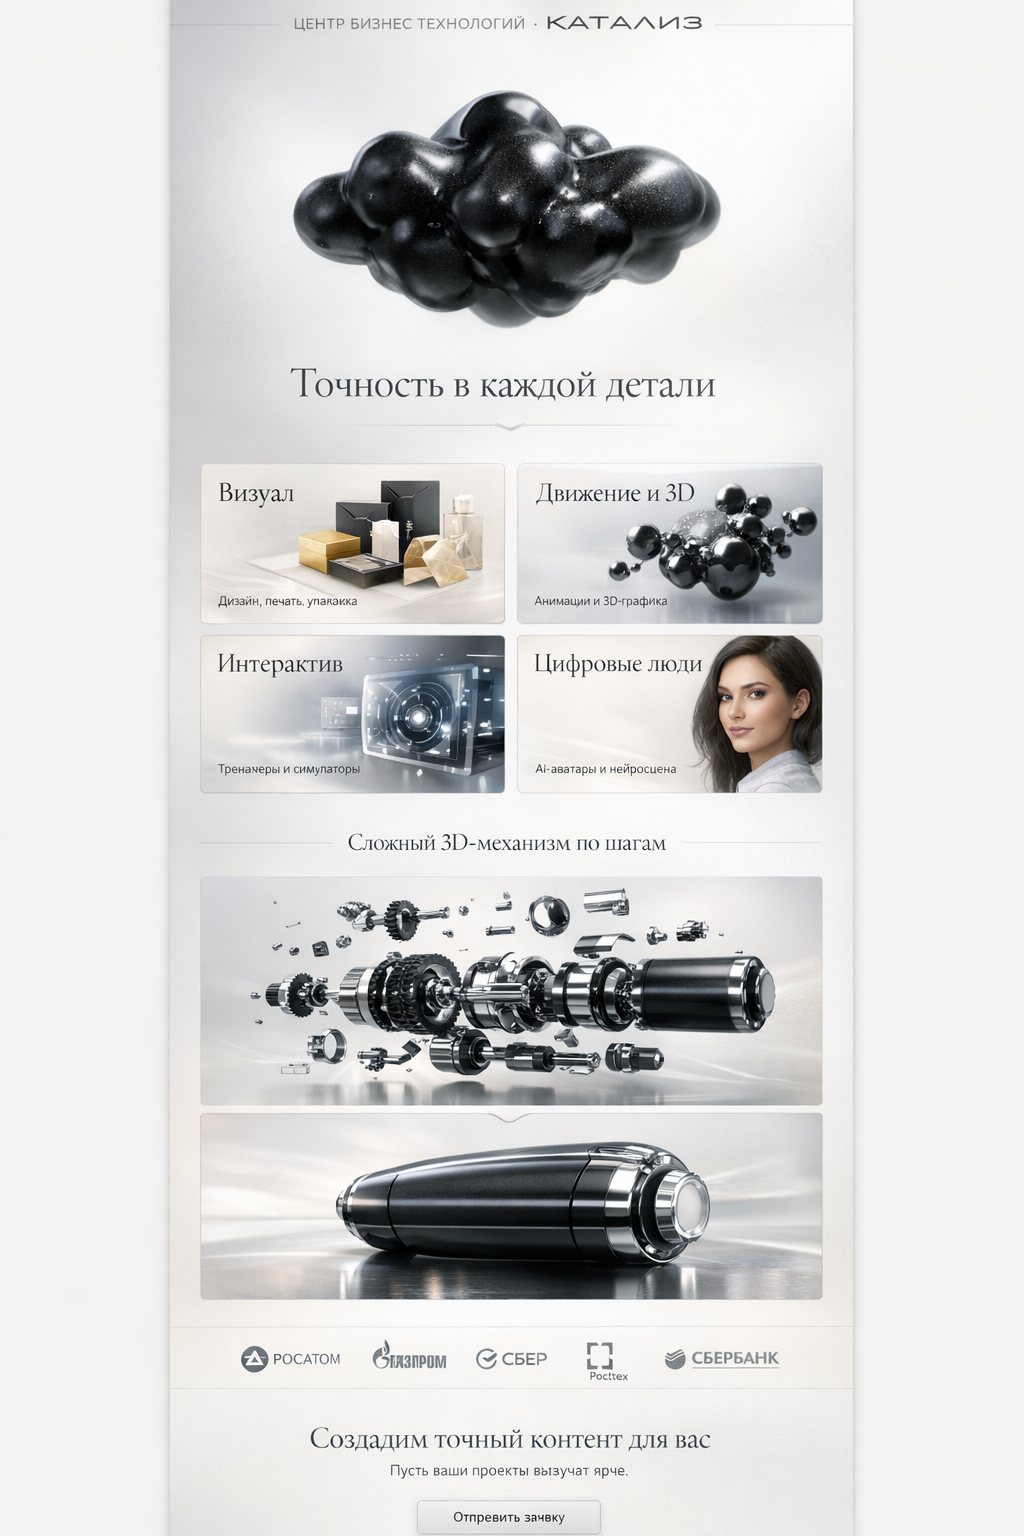 ЦЕНТР БИЗНЕС ТЕХНОЛОГИЙ · КАТАЛИЗ
Точность в каждой детали
Визуал
Дизайн, печать, упакакка
Движение и 3D
Анимации и 3D-графика
Интерактив
Треначеры и симулаторы
Цифровые люди
Ai-аватары и нейросцена
Сложный 3D-механизм по шагам
РОСАТОМ
ГАЗПРОМ
СБЕР
Росttех
СБЕРБАНК
Создадим точный контент для вас
Пусть ваши проекты вызучат ярче.
Отпревить зачвку